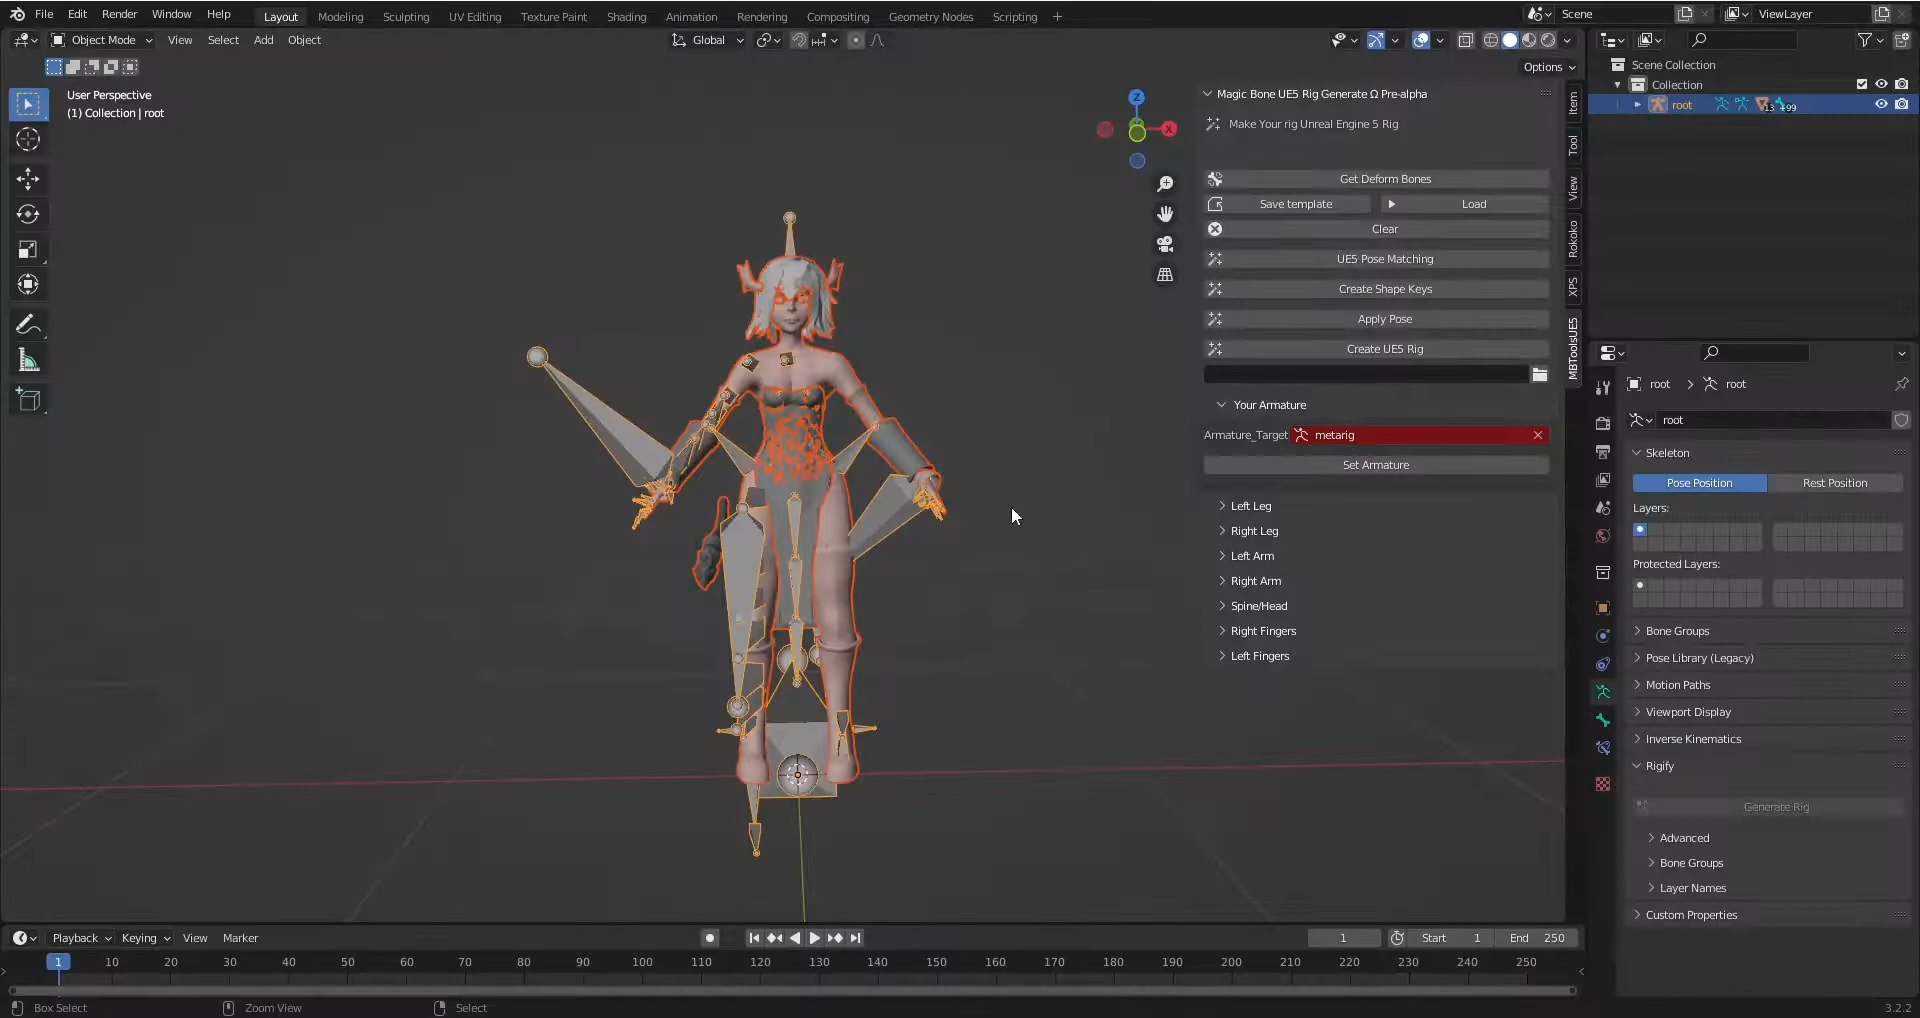 File Edit Render Window Help Layout Modeling Sculpting UV Editing Texture Paint Shading Animation Rendering Compositing Geometry Nodes Scripting + Scene ViewLayer
Object Mode View Select Add Object Global
Options
User Perspective
(1) Collection | root
Z
X
Magic Bone UE5 Rig Generate Ω Pre-alpha
Make Your rig Unreal Engine 5 Rig
Get Deform Bones
Save template Load
Clear
UE5 Pose Matching
Create Shape Keys
Apply Pose
Create UE5 Rig
Your Armature
Armature_Target metarig
Set Armature
Left Leg
Right Leg
Left Arm
Right Arm
Spine/Head
Right Fingers
Left Fingers
Item
Tool
View
Rokoko
XPS
MBToolsUE5
Scene Collection
Collection
root 13 +99
root > root
root
Skeleton
Pose Position Rest Position
Layers:
Protected Layers:
Bone Groups
Pose Library (Legacy)
Motion Paths
Viewport Display
Inverse Kinematics
Rigify
Generate Rig
Advanced
Bone Groups
Layer Names
Custom Properties
Playback Keying View Marker 1 Start 1 End 250
1 10 20 30 40 50 60 70 80 90 100 110 120 130 140 150 160 170 180 190 200 210 220 230 240 250
Box Select Zoom View Select 3.2.2